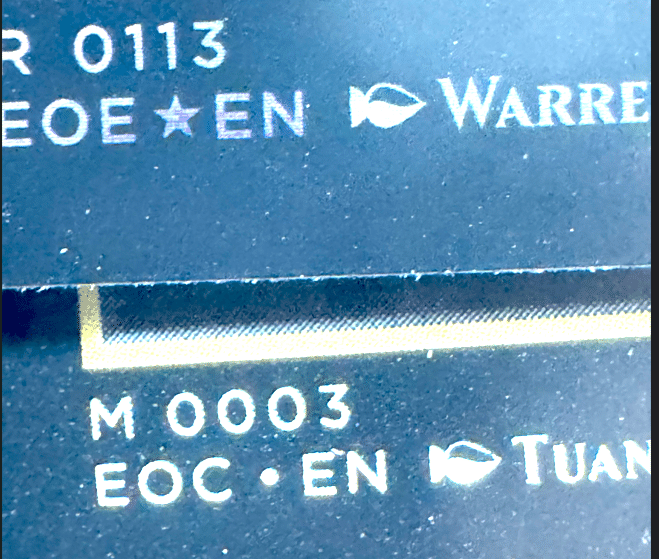 R 0113
EOE★EN WARRE
M 0003
EOC • EN TUAN